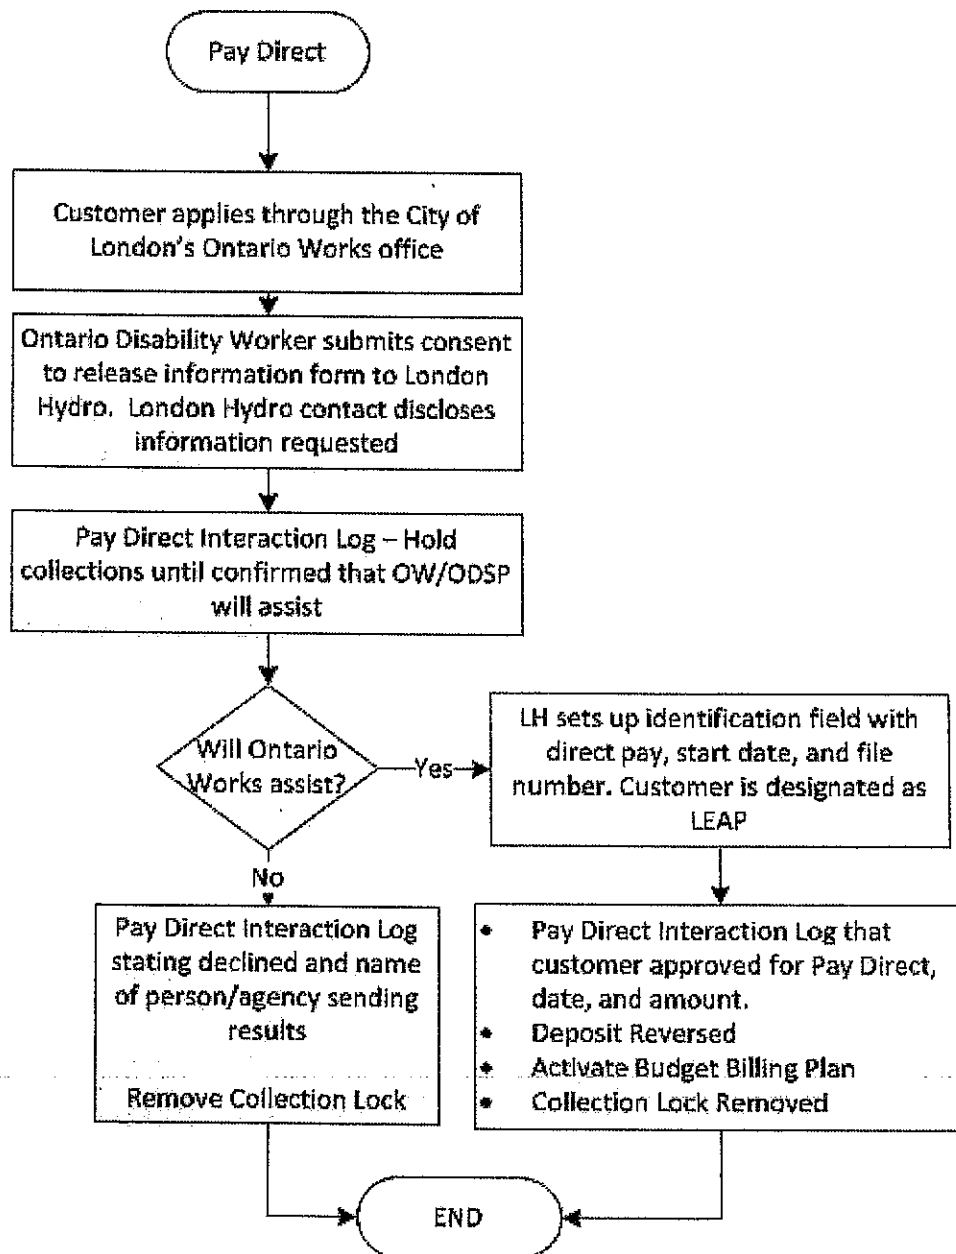 Pay Direct
Customer applies through the City of
London's Ontario Works office
Ontario Disability Worker submits consent
to release information form to London
Hydro. London Hydro contact discloses
information requested
Pay Direct Interaction Log – Hold
collections until confirmed that OW/ODSP
will assist
Will Ontario
Works assist?
Yes
LH sets up identification field with
direct pay, start date, and file
number. Customer is designated as
LEAP
No
Pay Direct Interaction Log
stating declined and name
of person/agency sending
results
Remove Collection Lock
• Pay Direct Interaction Log that
customer approved for Pay Direct,
date, and amount.
• Deposit Reversed
• Activate Budget Billing Plan
• Collection Lock Removed
END